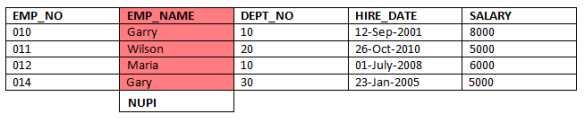 EMP_NO EMP_NAME DEPT_NO HIRE_DATE SALARY
010 Garry 10 12-Sep-2001 8000
011 Wilson 20 26-Oct-2010 5000
012 Maria 10 01-July-2008 6000
014 Gary 30 23-Jan-2005 5000
NUPI